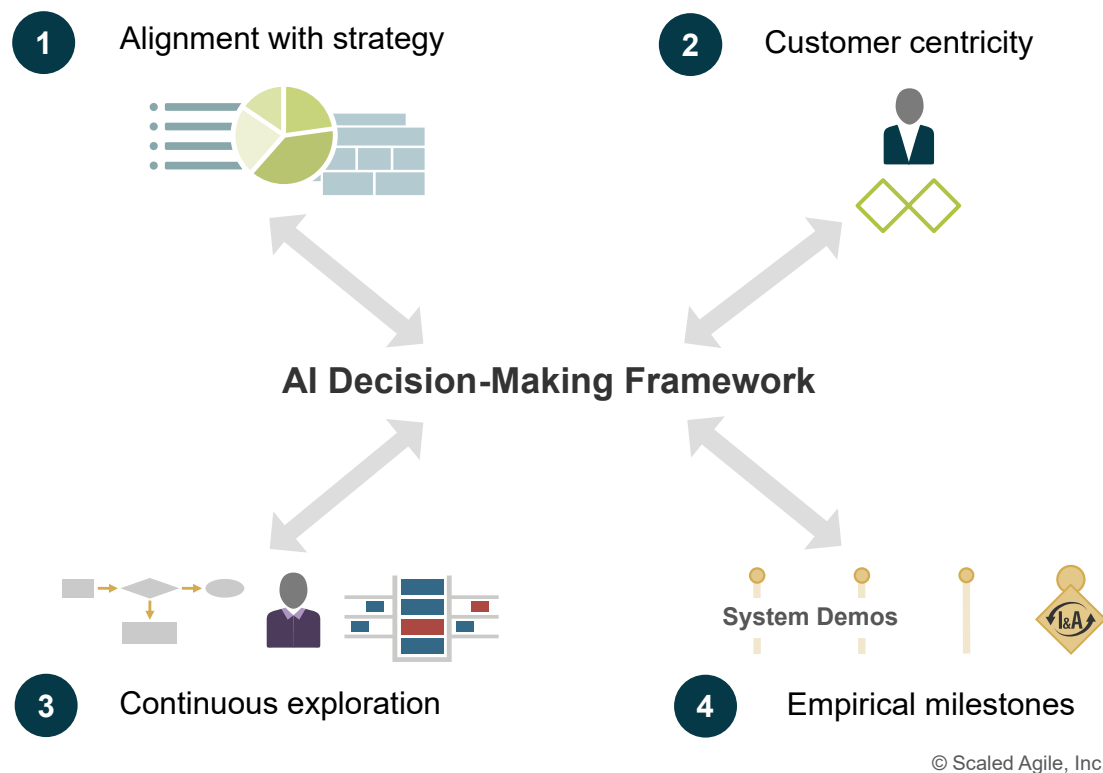 1 Alignment with strategy
2 Customer centricity
AI Decision-Making Framework
System Demos
I&A
3 Continuous exploration
4 Empirical milestones
© Scaled Agile, Inc